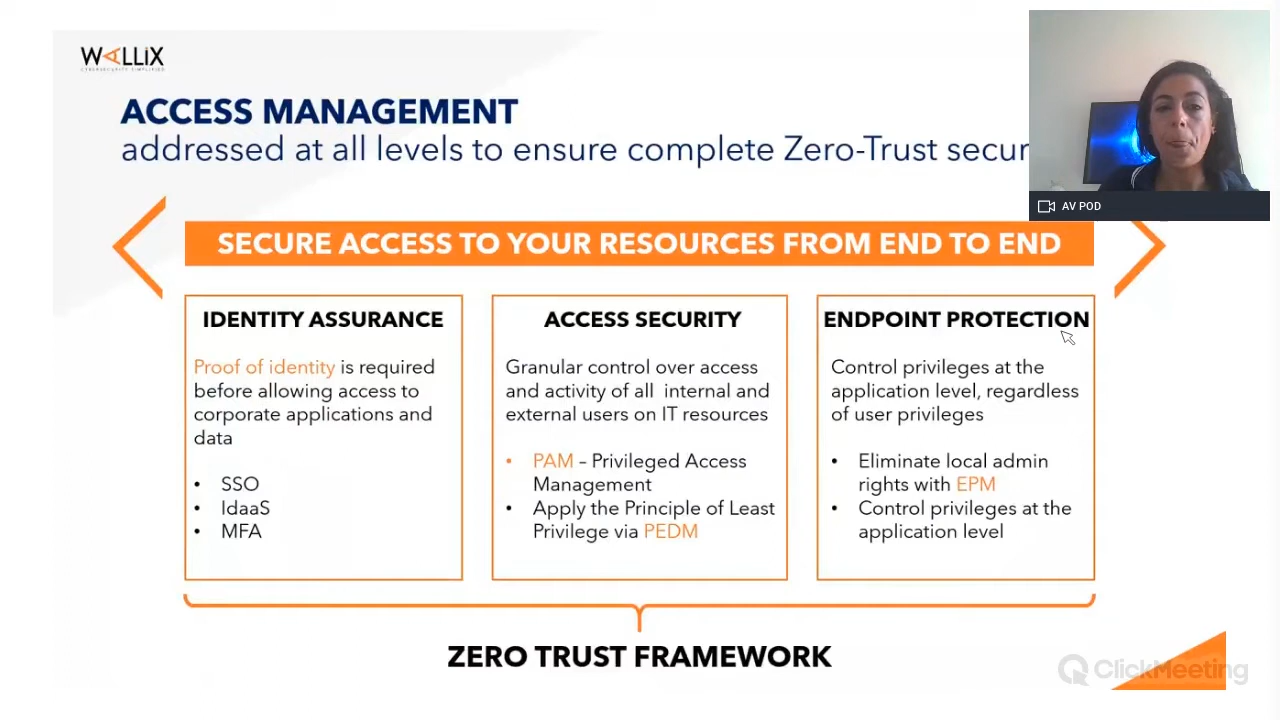 WALLIX
CYBERSECURITY SIMPLIFIED
ACCESS MANAGEMENT
addressed at all levels to ensure complete Zero-Trust secur
AV POD
SECURE ACCESS TO YOUR RESOURCES FROM END TO END
IDENTITY ASSURANCE
Proof of identity is required
before allowing access to
corporate applications and
data
• SSO
• IdaaS
• MFA
ACCESS SECURITY
Granular control over access
and activity of all internal and
external users on IT resources
• PAM – Privileged Access
Management
• Apply the Principle of Least
Privilege via PEDM
ENDPOINT PROTECTION
Control privileges at the
application level, regardless
of user privileges
• Eliminate local admin
rights with EPM
• Control privileges at the
application level
ZERO TRUST FRAMEWORK
ClickMeeting